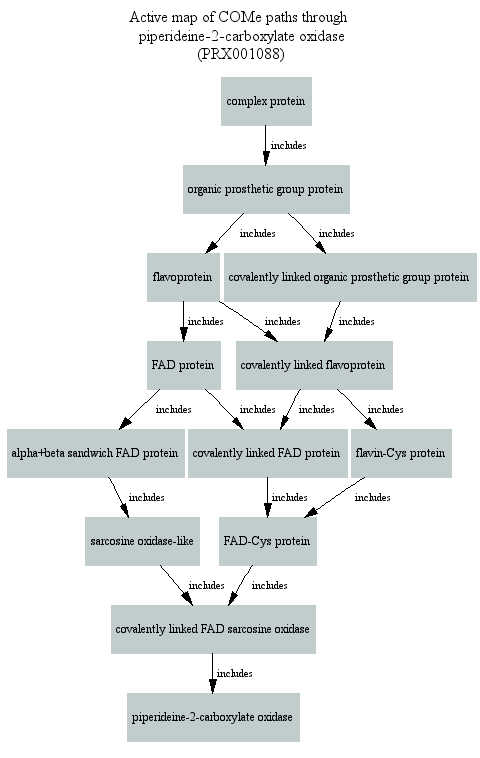 Active map of COMe paths through
piperideine-2-carboxylate oxidase
(PRX001088)
complex protein
includes
organic prosthetic group protein
includes includes
flavoprotein covalently linked organic prosthetic group protein
includes includes includes
FAD protein covalently linked flavoprotein
includes includes includes includes
alpha+beta sandwich FAD protein covalently linked FAD protein flavin-Cys protein
includes includes includes
sarcosine oxidase-like FAD-Cys protein
includes includes
covalently linked FAD sarcosine oxidase
includes
piperideine-2-carboxylate oxidase